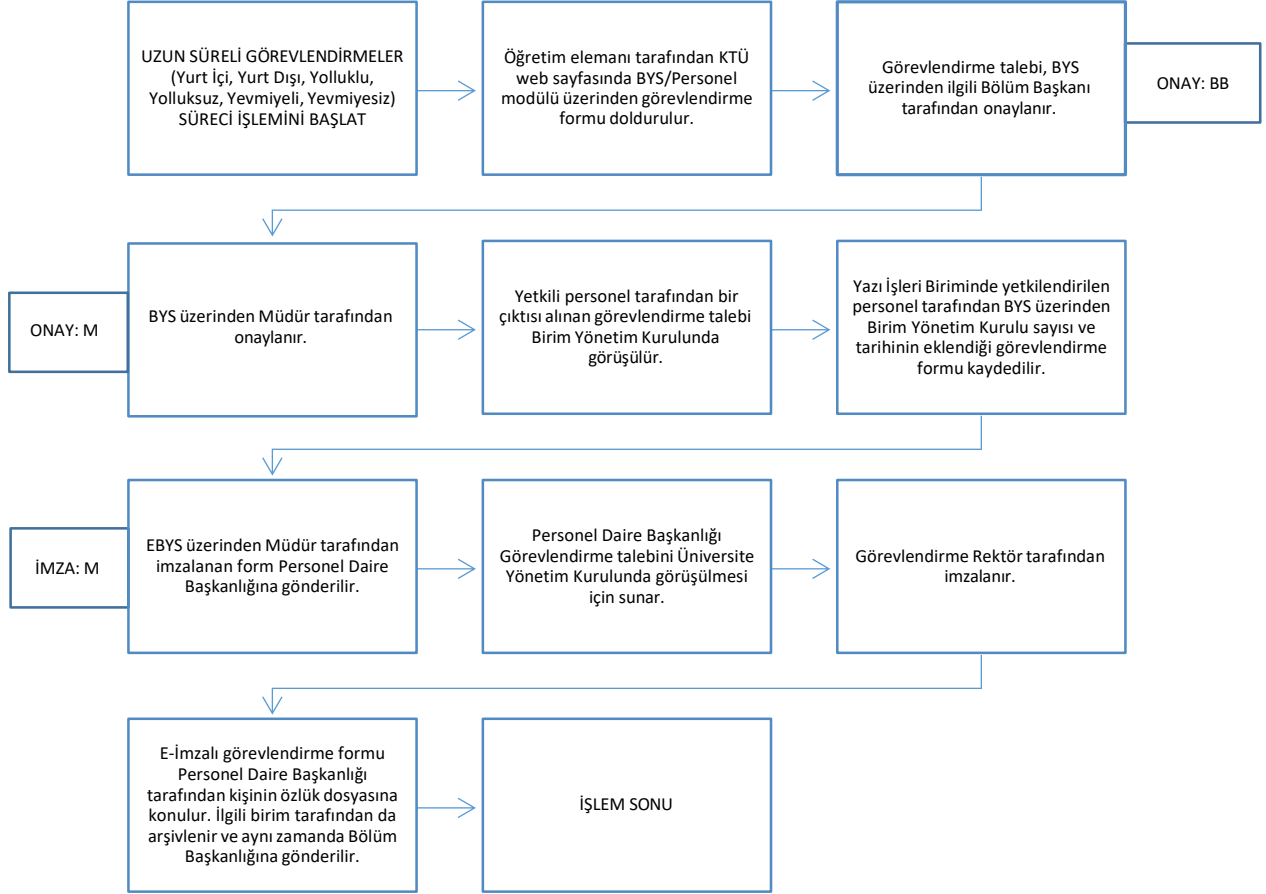 UZUN SÜRELİ GÖREVLENDİRMELER
(Yurt İçi, Yurt Dışı, Yolluklu,
Yolluksuz, Yevmiyeli, Yevmiyesiz)
SÜRECİ İŞLEMİNİ BAŞLAT
Öğretim elemanı tarafından KTÜ
web sayfasında BYS/Personel
modülü üzerinden görevlendirme
formu doldurulur.
Görevlendirme talebi, BYS
üzerinden ilgili Bölüm Başkanı
tarafından onaylanır.
ONAY: BB
ONAY: M
BYS üzerinden Müdür tarafından
onaylanır.
Yetkili personel tarafından bir
çıktısı alınan görevlendirme talebi
Birim Yönetim Kurulunda
görüşülür.
Yazı İşleri Biriminde yetkilendirilen
personel tarafından BYS üzerinden
Birim Yönetim Kurulu sayısı ve
tarihinin eklendiği görevlendirme
formu kaydedilir.
İMZA: M
EBYS üzerinden Müdür tarafından
imzalanan form Personel Daire
Başkanlığına gönderilir.
Personel Daire Başkanlığı
Görevlendirme talebini Üniversite
Yönetim Kurulunda görüşülmesi
için sunar.
Görevlendirme Rektör tarafından
imzalanır.
E-İmzalı görevlendirme formu
Personel Daire Başkanlığı
tarafından kişinin özlük dosyasına
konulur. İlgili birim tarafından da
arşivlenir ve aynı zamanda Bölüm
Başkanlığına gönderilir.
İŞLEM SONU